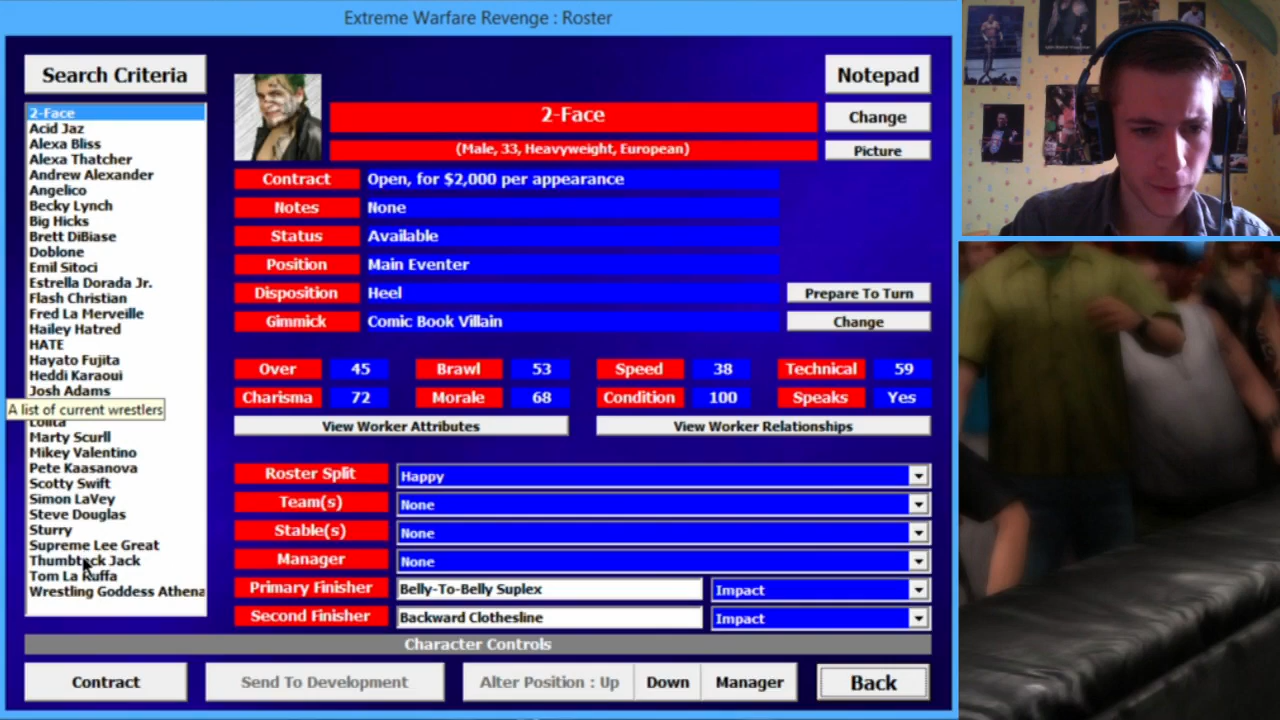 Extreme Warfare Revenge : Roster
Search Criteria
2-Face
Acid Jaz
Alexa Bliss
Alexa Thatcher
Andrew Alexander
Angelico
Becky Lynch
Big Hicks
Brett DiBiase
Doblone
Emil Sitoci
Estrella Dorada Jr.
Flash Christian
Fred La Merveille
Hailey Hatred
HATE
Hayato Fujita
Heddi Karaoui
Josh Adams
A list of current wrestlers
Lolita
Marty Scurll
Mikey Valentino
Pete Kaasanova
Scotty Swift
Simon LaVey
Steve Douglas
Sturry
Supreme Lee Great
Thumbtack Jack
Tom La Ruffa
Wrestling Goddess Athena
2-Face
(Male, 33, Heavyweight, European)
Notepad
Change
Picture
Contract Open, for $2,000 per appearance
Notes None
Status Available
Position Main Eventer
Disposition Heel Prepare To Turn
Gimmick Comic Book Villain Change
Over 45 Brawl 53 Speed 38 Technical 59
Charisma 72 Morale 68 Condition 100 Speaks Yes
View Worker Attributes View Worker Relationships
Roster Split Happy
Team(s) None
Stable(s) None
Manager None
Primary Finisher Belly-To-Belly Suplex Impact
Second Finisher Backward Clothesline Impact
Character Controls
Contract Send To Development Alter Position : Up Down Manager Back